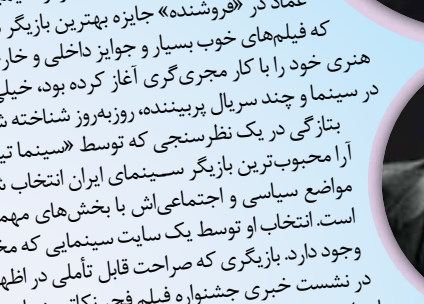 عماد در «فروشنده» جایزه بهترین بازیگر
که فیلم‌های خوب بسیار و جوایز داخلی و خار
هنری خود را با کار مجری‌گری آغاز کرده بود، خیلی
در سینما و چند سریال پربیننده، روزبه‌روز شناخته
بتازگی در یک نظرسنجی که توسط «سینما
آرا محبوب‌ترین بازیگر سینمای ایران انتخاب
مواضع سیاسی و اجتماعی‌اش با بخش‌های مهم
است. انتخاب او توسط یک سایت سینمایی که
وجود دارد. بازیگری که صراحت قابل تأملی در اظه
در نشست خبری جشنواره فیلم فجر